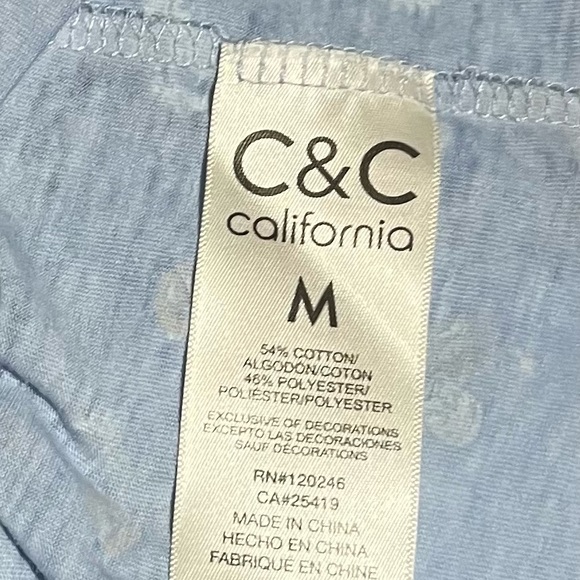 C&C
california
M
54% COTTON/
ALGODÓN/COTON
46% POLYESTER/
POLIÉSTER/POLYESTER
EXCLUSIVE OF DECORATIONS
EXCEPTO LAS DECORACIONES
SAUF DÉCORATIONS
RN#120246
CA#25419
MADE IN CHINA
HECHO EN CHINA
FABRIQUÉ EN CHINE